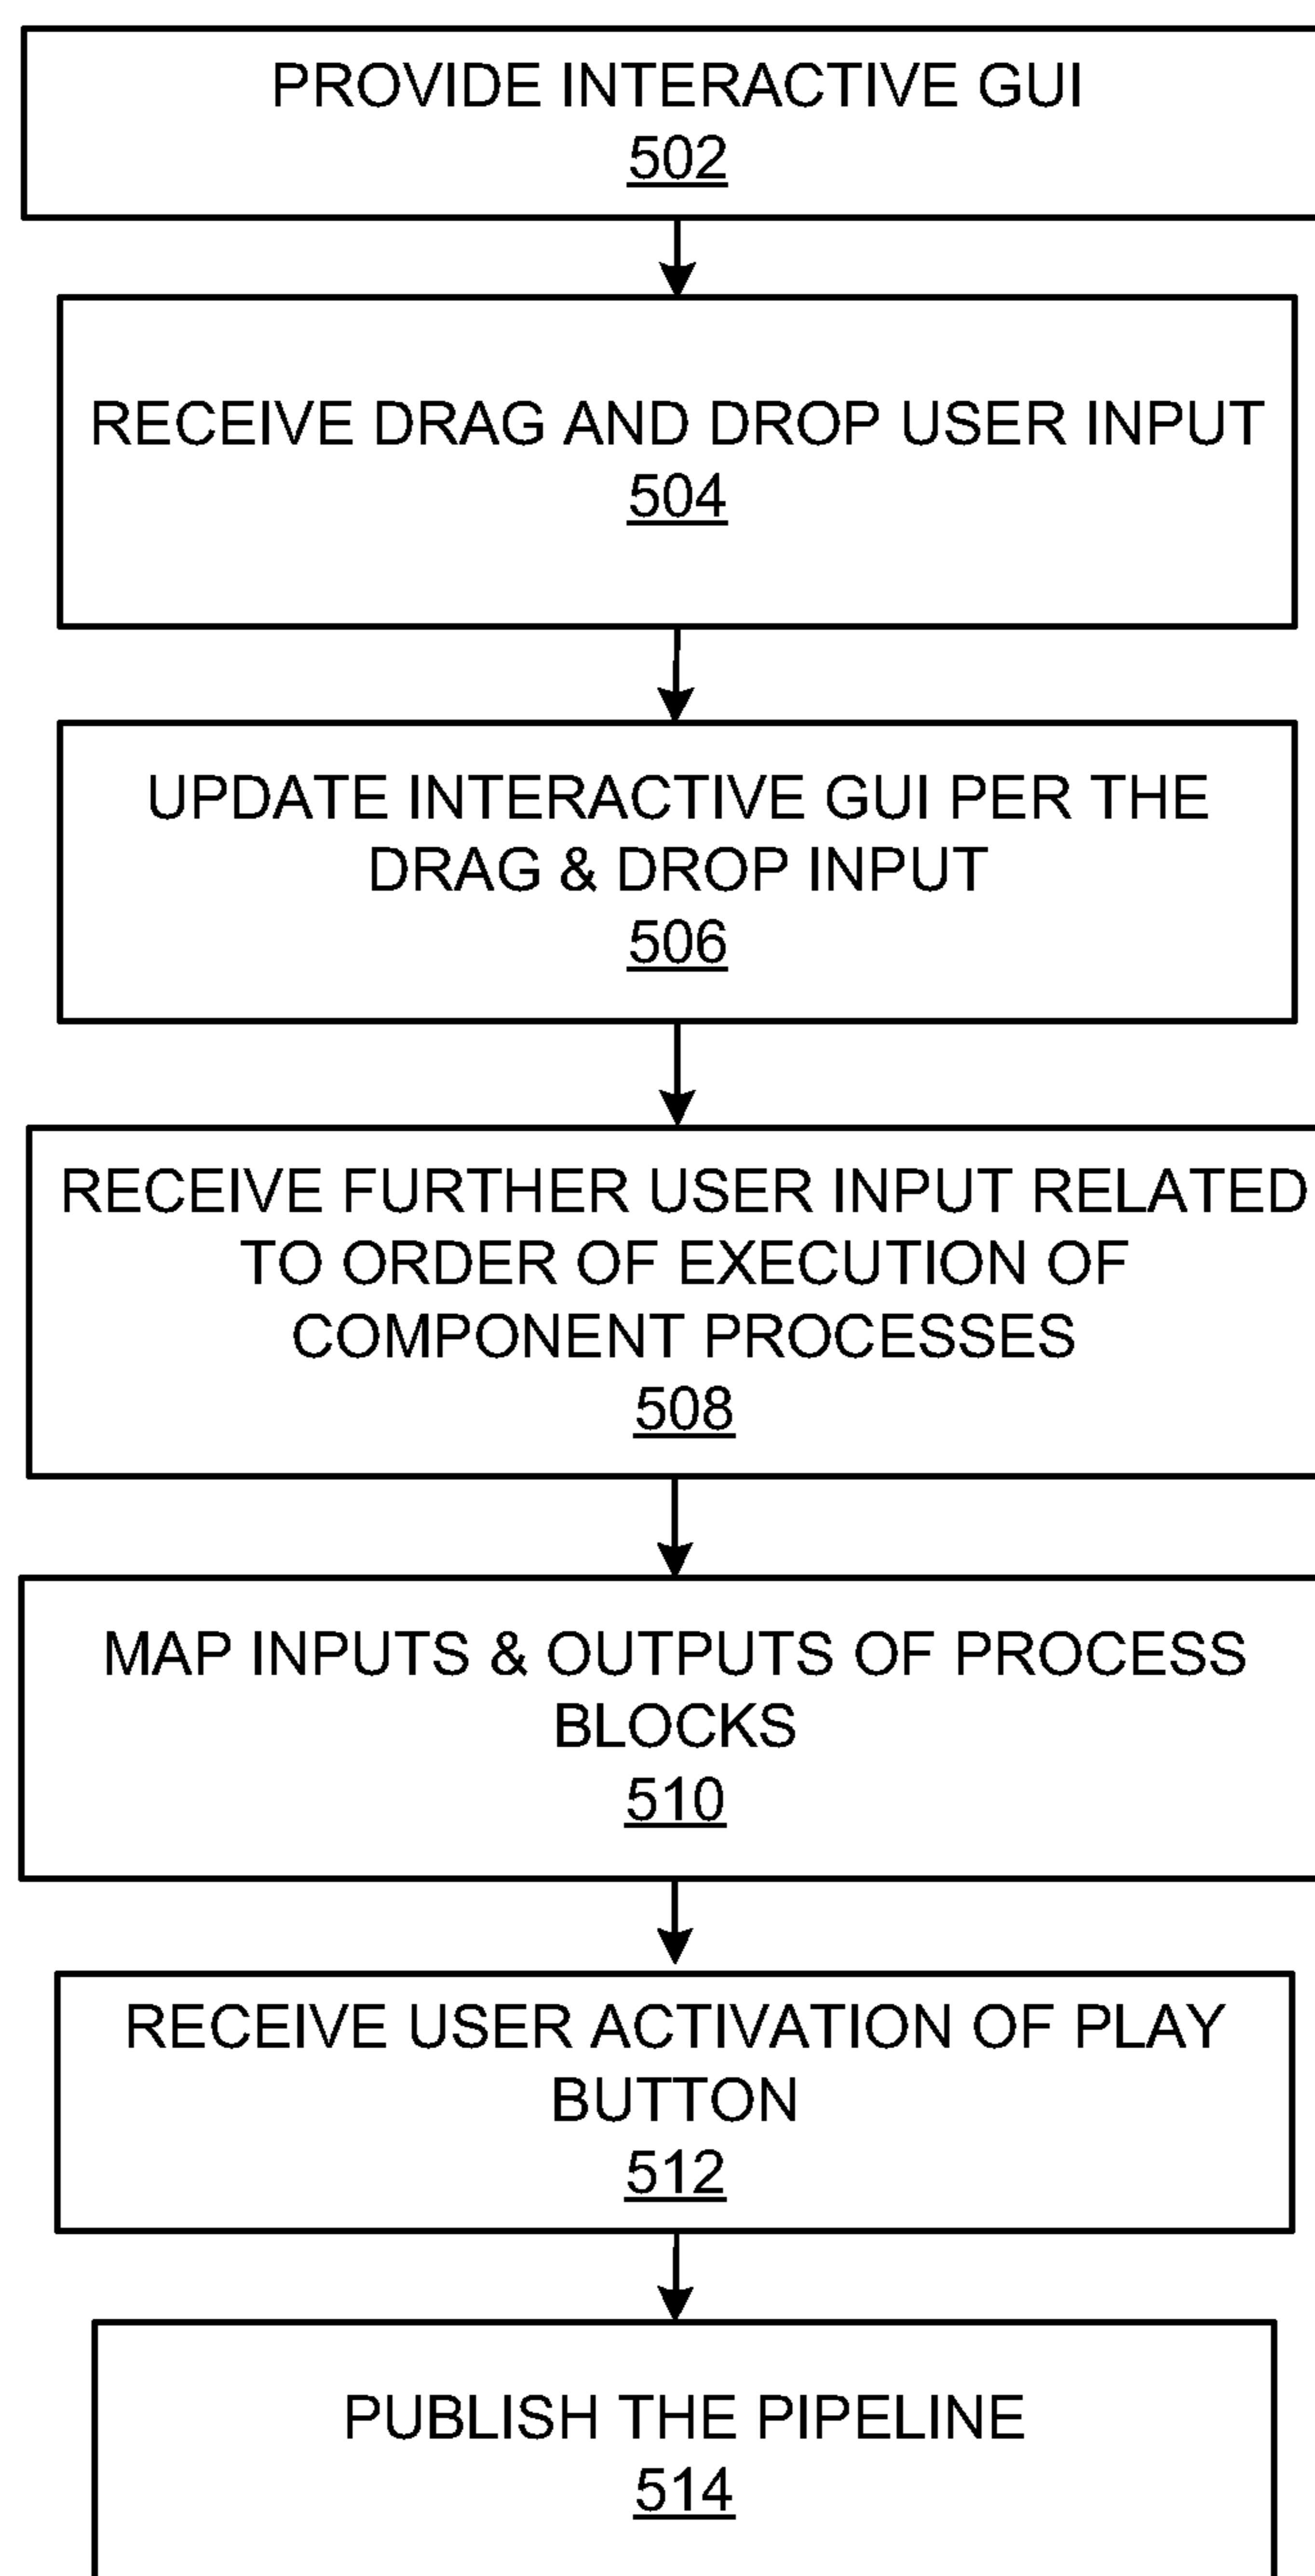 PROVIDE INTERACTIVE GUI
502
RECEIVE DRAG AND DROP USER INPUT
504
UPDATE INTERACTIVE GUI PER THE
DRAG & DROP INPUT
506
RECEIVE FURTHER USER INPUT RELATED
TO ORDER OF EXECUTION OF
COMPONENT PROCESSES
508
MAP INPUTS & OUTPUTS OF PROCESS
BLOCKS
510
RECEIVE USER ACTIVATION OF PLAY
BUTTON
512
PUBLISH THE PIPELINE
514